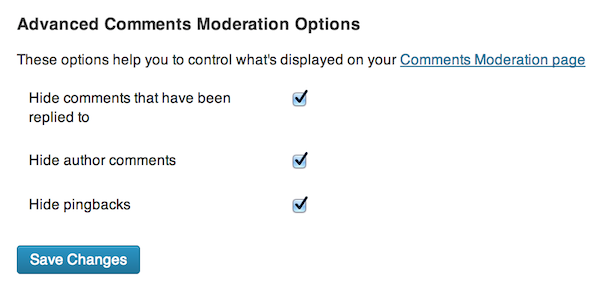 Advanced Comments Moderation Options
These options help you to control what's displayed on your Comments Moderation page
Hide comments that have been
replied to
Hide author comments
Hide pingbacks
Save Changes